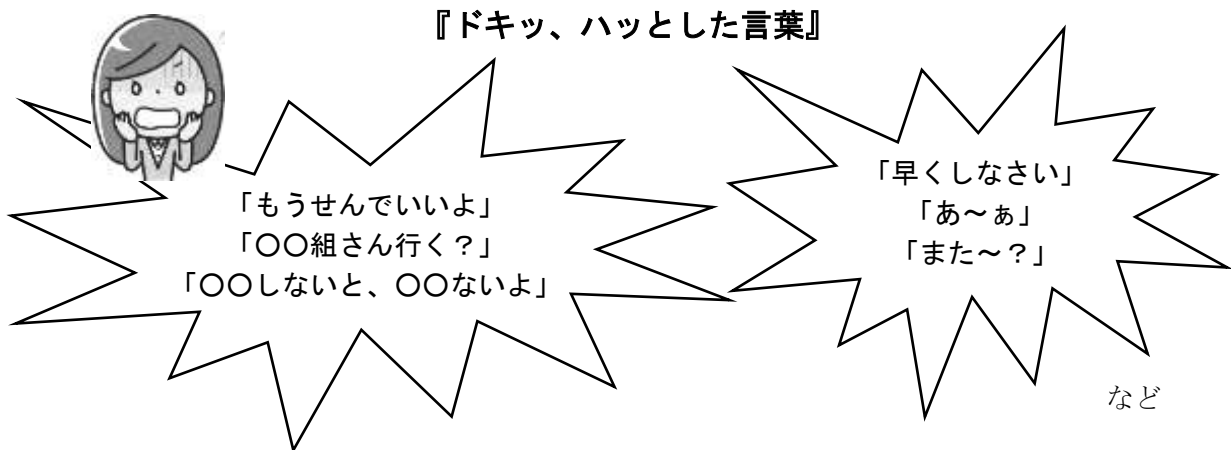 『ドキッ、ハッとした言葉』
「もうせんでいいよ」
「〇〇組さん行く？」
「〇〇しないと、〇〇ないよ」
「早くしなさい」
「あ～ぁ」
「また～？」
など